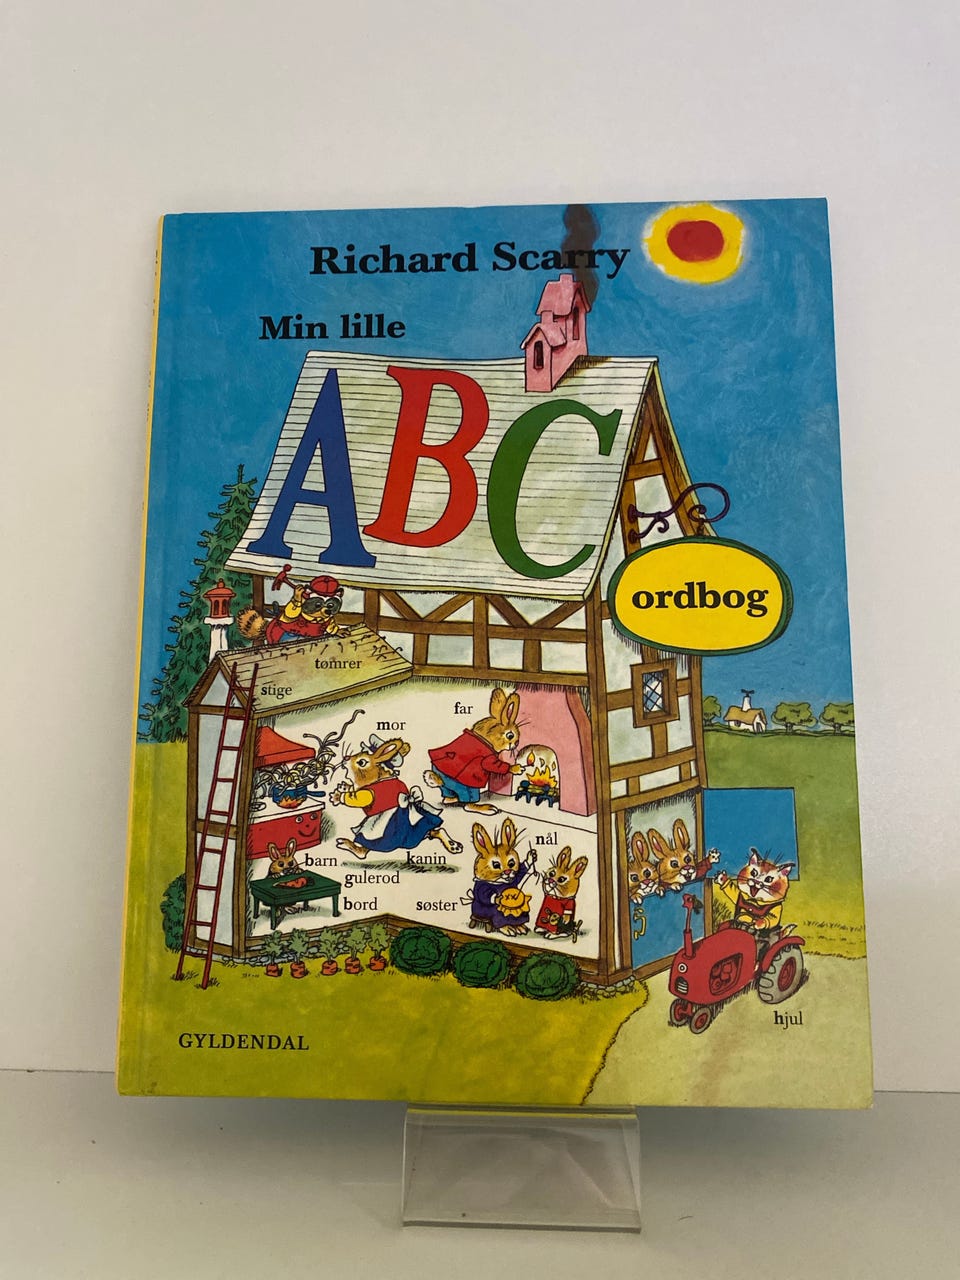 Richard Scarry
Min lille
ABC
ordbog
tømrer
stige
mor
far
nål
barn
kanin
gulerod
bord
søster
hjul
GYLDENDAL